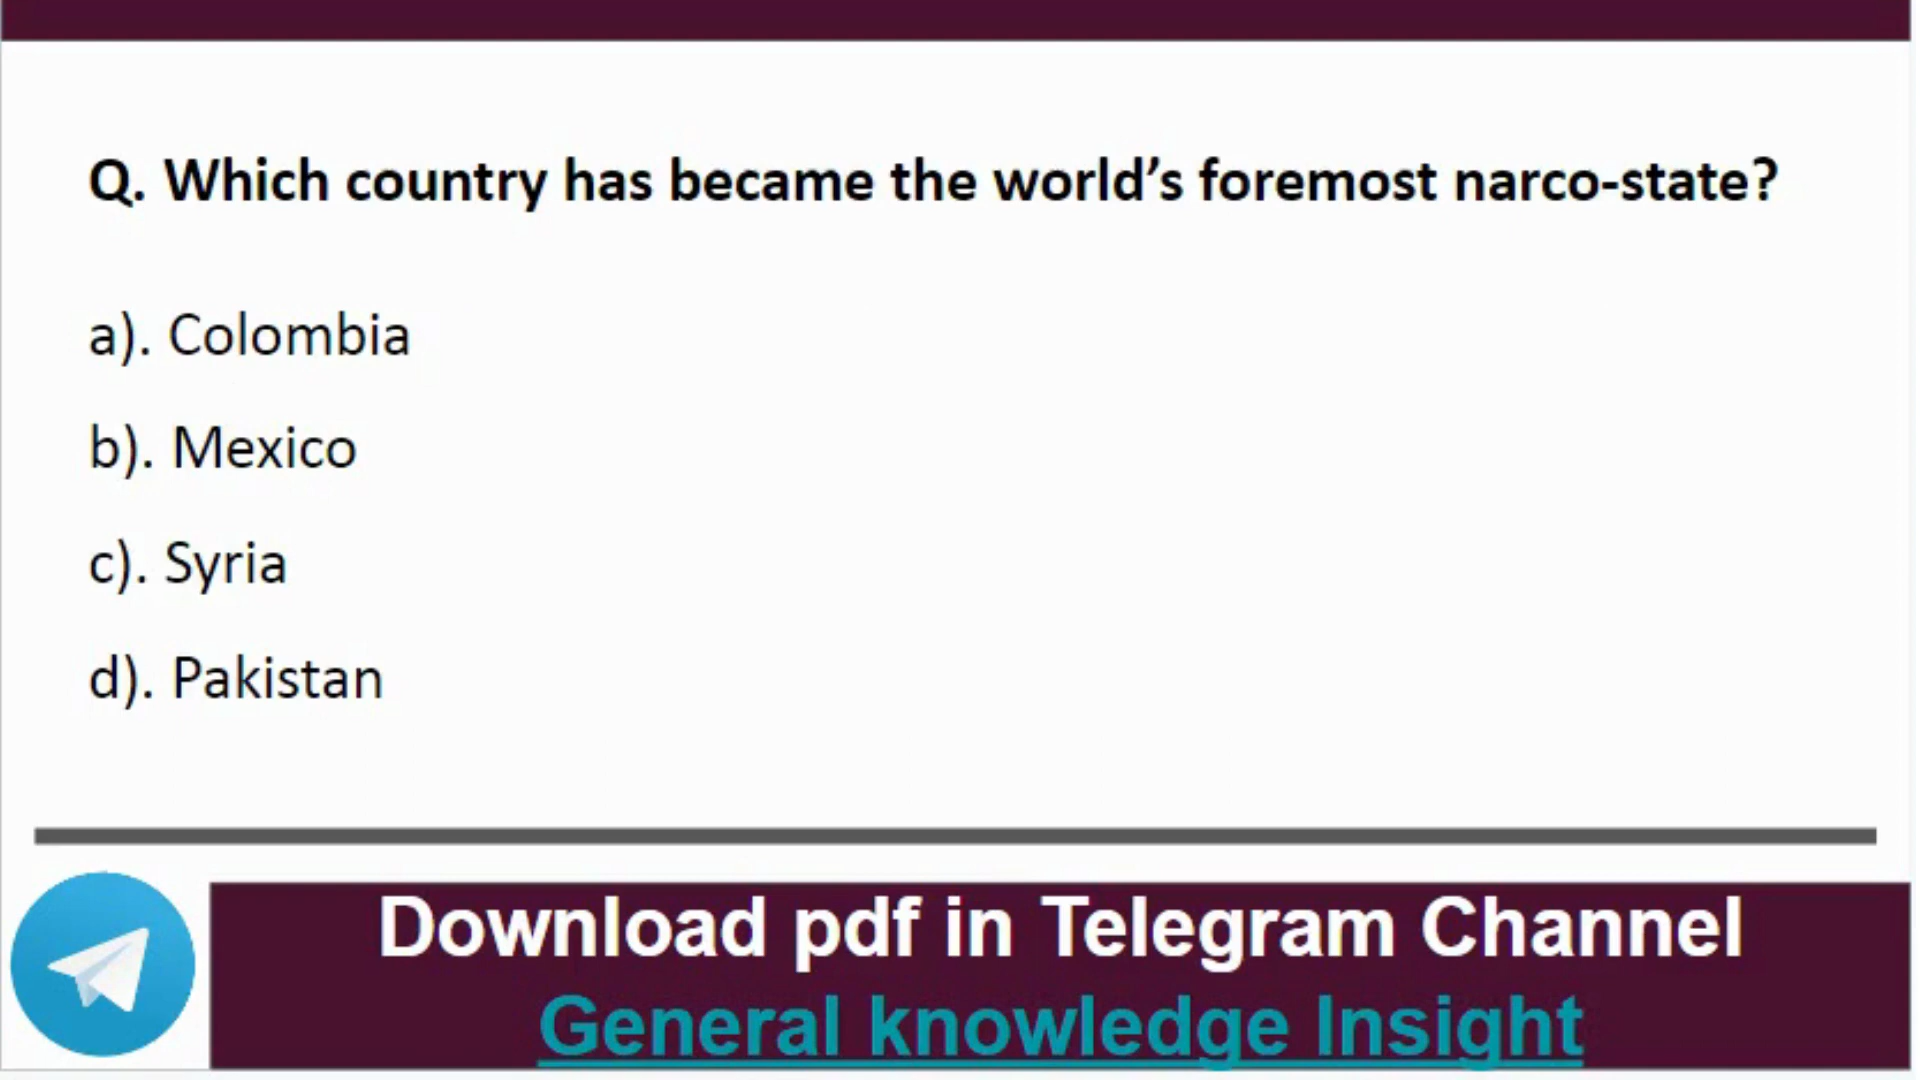 Q. Which country has became the world’s foremost narco-state?
a). Colombia
b). Mexico
c). Syria
d). Pakistan
Download pdf in Telegram Channel
General knowledge Insight